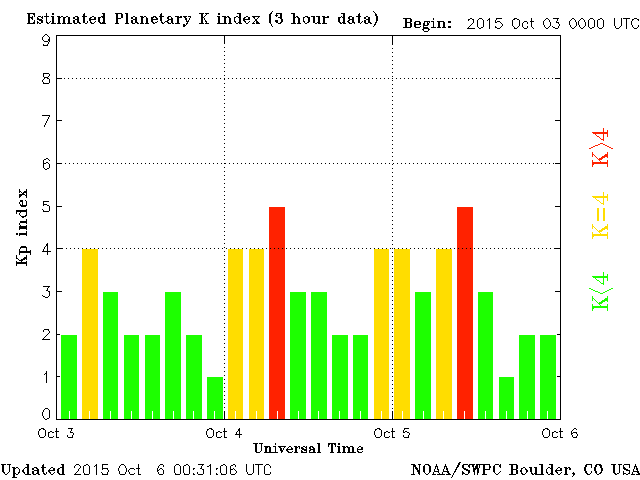 Estimated Planetary K index (3 hour data) Begin: 2015 Oct 03 0000 UTC
9
8
7
6
5
4
3
2
1
0
Kp index
K>4
K=4
K<4
Oct 3 Oct 4 Oct 5 Oct 6
Universal Time
Updated 2015 Oct 6 00:31:06 UTC NOAA/SWPC Boulder, CO USA